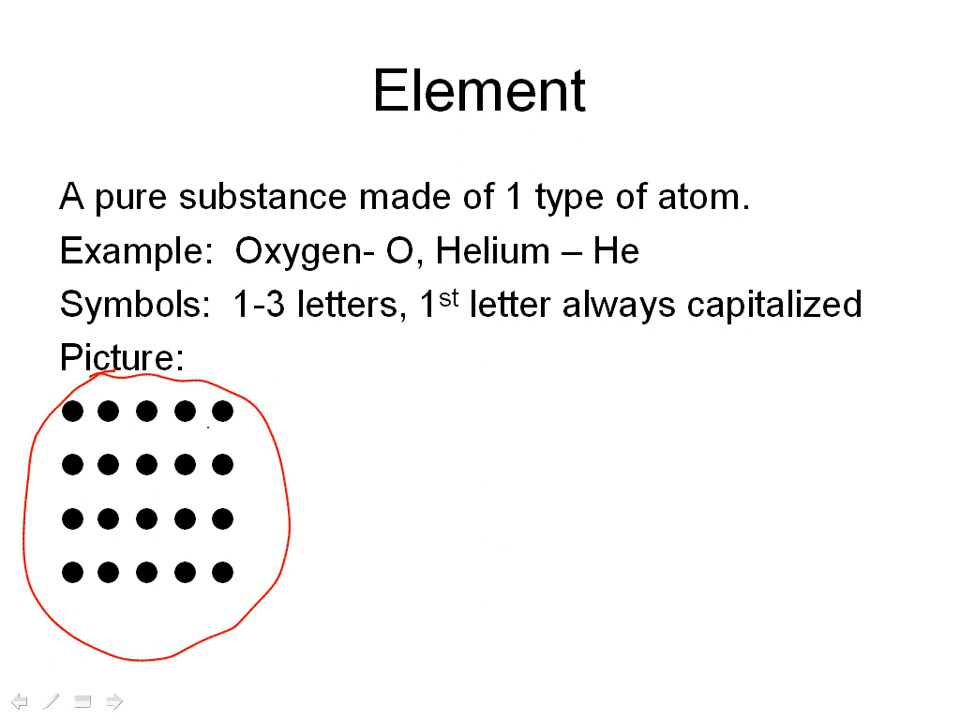 Element
A pure substance made of 1 type of atom.
Example:  Oxygen- O, Helium – He
Symbols:  1-3 letters, 1st letter always capitalized
Picture: